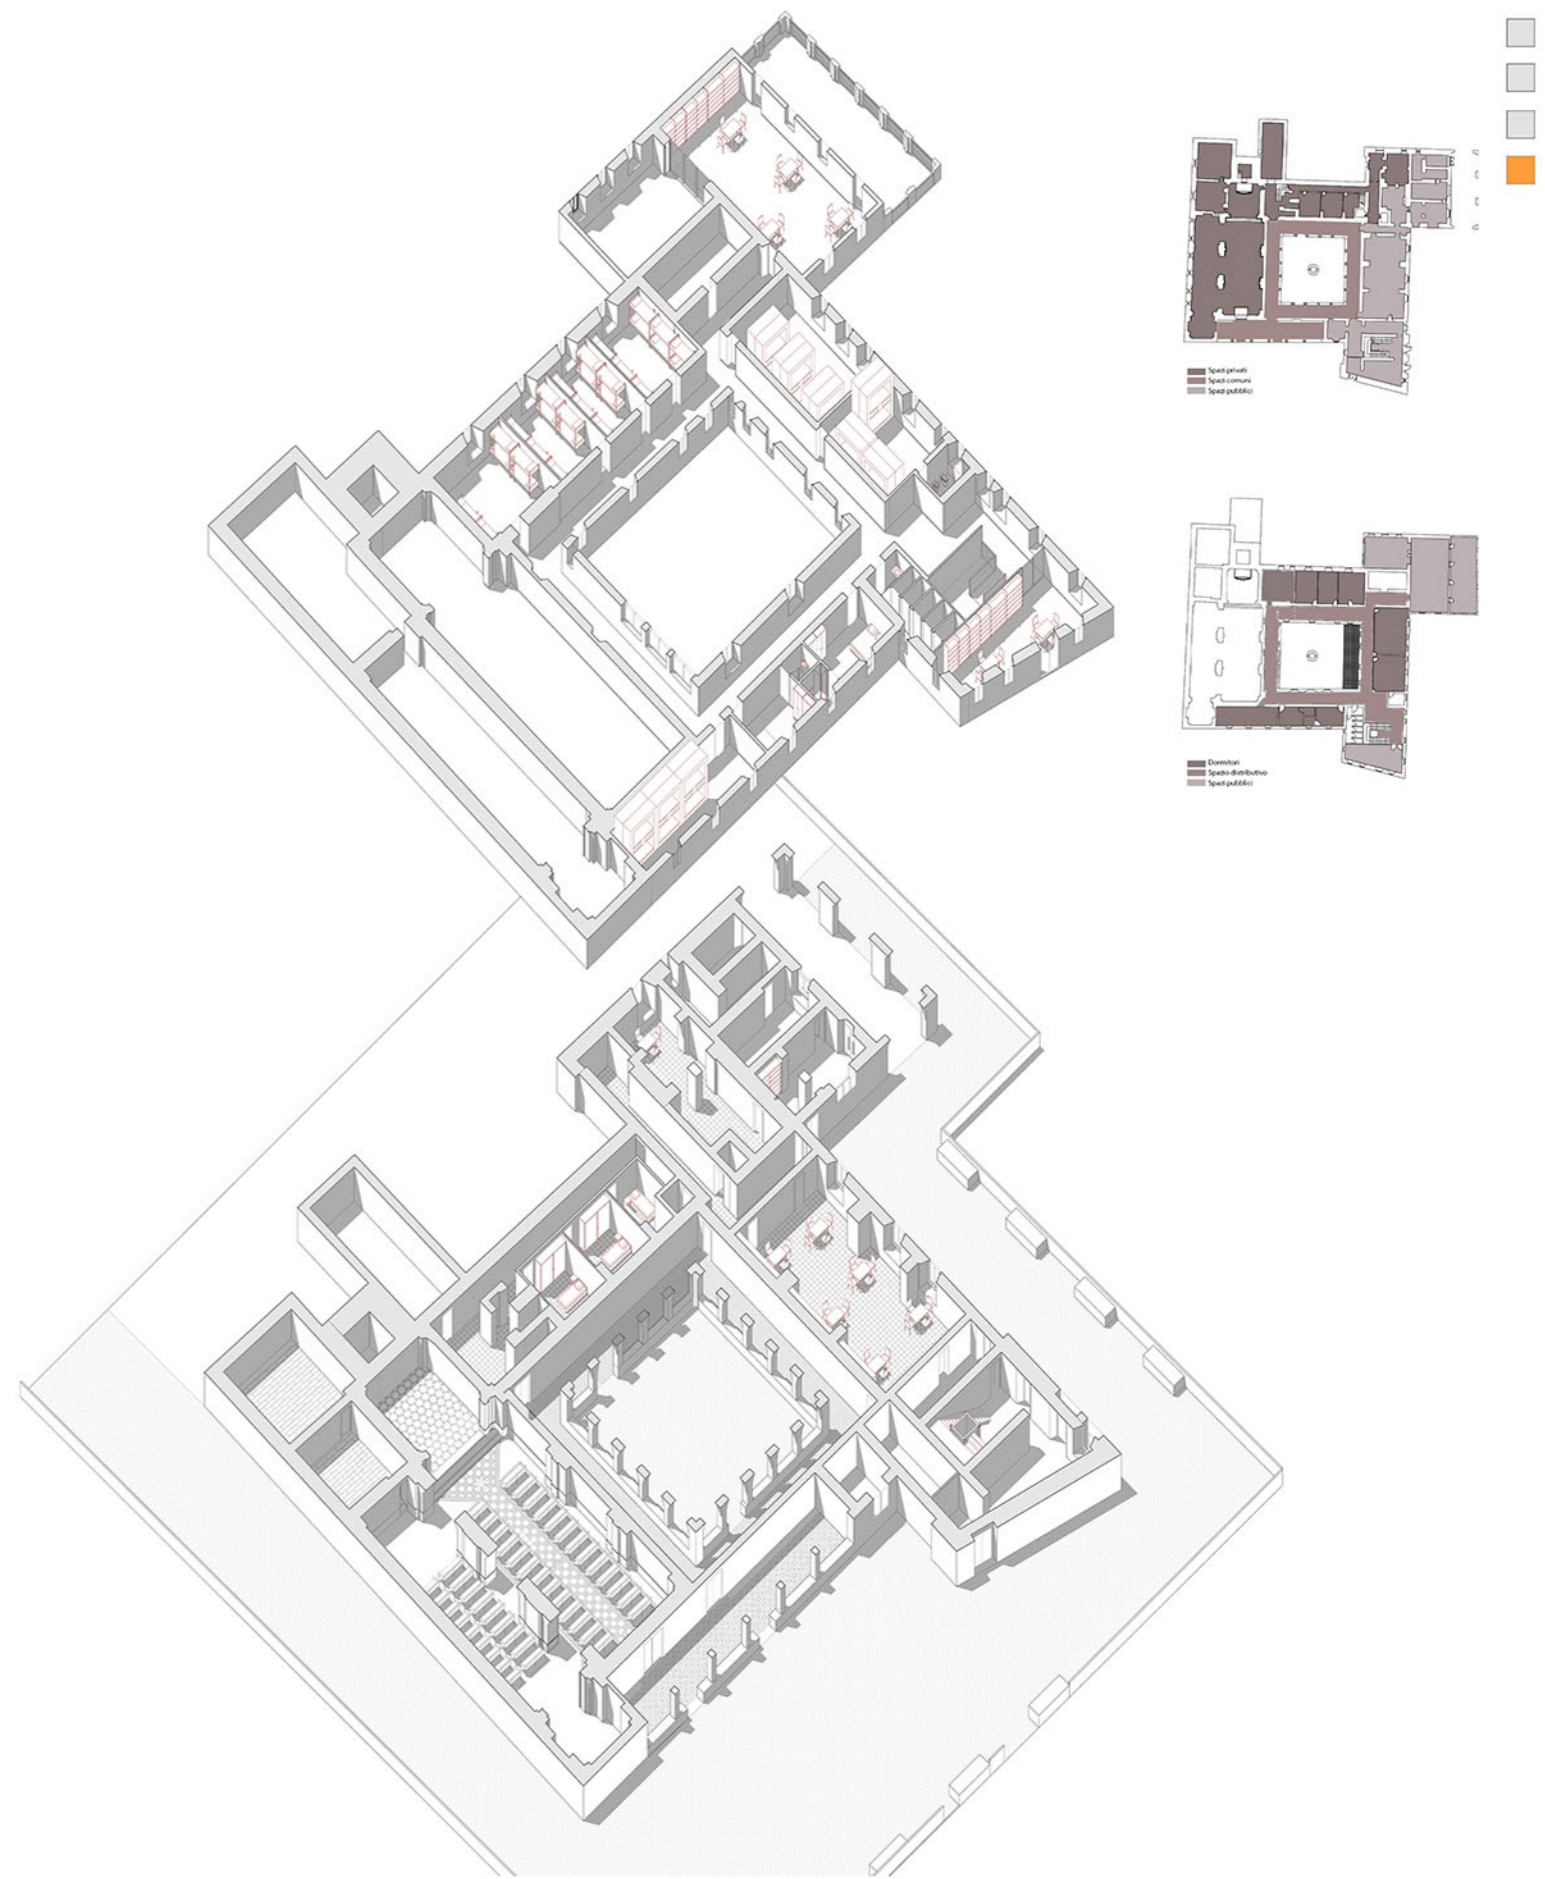 Spazi privati
Spazi comuni
Spazi pubblici
Dormitori
Spazio distributivo
Spazi pubblici